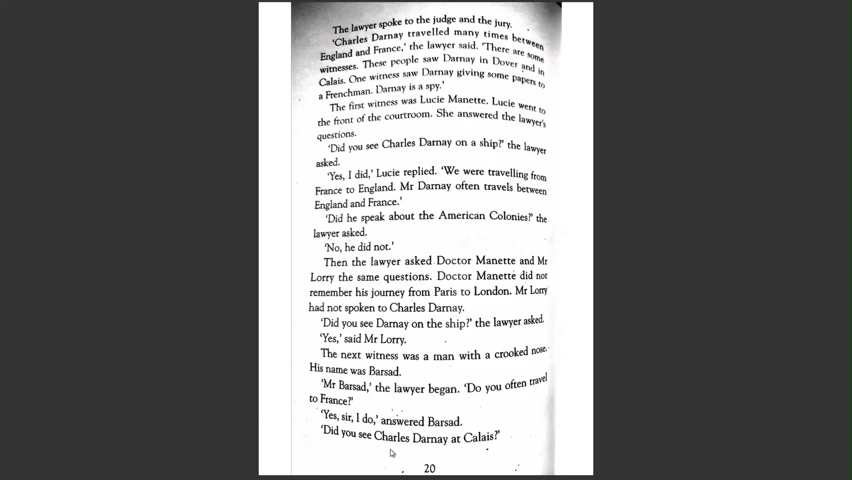 The lawyer spoke to the judge and the jury.
'Charles Darnay travelled many times between
England and France,' the lawyer said. 'There are some
witnesses. These people saw Darnay in Dover and in
Calais. One witness saw Darnay giving some papers to
a Frenchman. Darnay is a spy.'
The first witness was Lucie Manette. Lucie went to
the front of the courtroom. She answered the lawyer's
questions.
'Did you see Charles Darnay on a ship?' the lawyer
asked.
'Yes, I did,' Lucie replied. 'We were travelling from
France to England. Mr Darnay often travels between
England and France.'
'Did he speak about the American Colonies?' the
lawyer asked.
'No, he did not.'
Then the lawyer asked Doctor Manette and Mr
Lorry the same questions. Doctor Manette did not
remember his journey from Paris to London. Mr Lorry
had not spoken to Charles Darnay.
'Did you see Darnay on the ship?' the lawyer asked.
'Yes,' said Mr Lorry.
The next witness was a man with a crooked nose.
His name was Barsad.
'Mr Barsad,' the lawyer began. 'Do you often travel
to France?'
'Yes, sir, I do,' answered Barsad.
'Did you see Charles Darnay at Calais?'
20